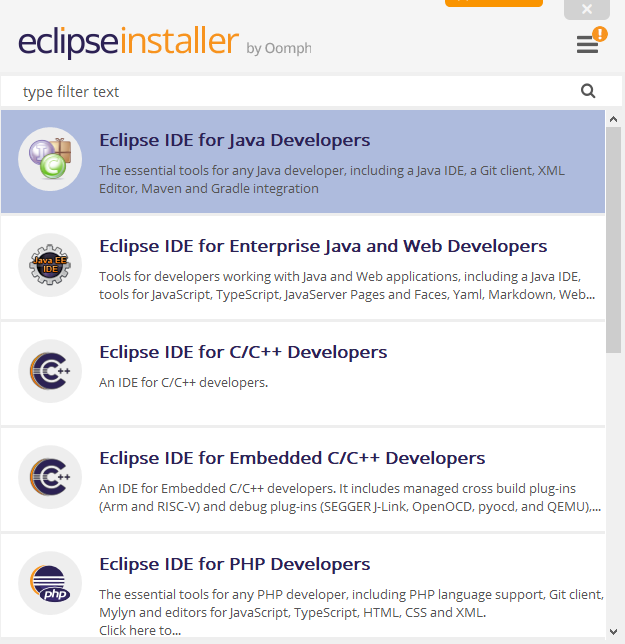 eclipseinstaller by Oomph
!
type filter text
Eclipse IDE for Java Developers
The essential tools for any Java developer, including a Java IDE, a Git client, XML
Editor, Maven and Gradle integration
Java EE
IDE
Eclipse IDE for Enterprise Java and Web Developers
Tools for developers working with Java and Web applications, including a Java IDE,
tools for JavaScript, TypeScript, JavaServer Pages and Faces, Yaml, Markdown, Web...
C++
Eclipse IDE for C/C++ Developers
An IDE for C/C++ developers.
C++
Eclipse IDE for Embedded C/C++ Developers
An IDE for Embedded C/C++ developers. It includes managed cross build plug-ins
(Arm and RISC-V) and debug plug-ins (SEGGER J-Link, OpenOCD, pyocd, and QEMU),...
php
Eclipse IDE for PHP Developers
The essential tools for any PHP developer, including PHP language support, Git client,
Mylyn and editors for JavaScript, TypeScript, HTML, CSS and XML.
Click here to...